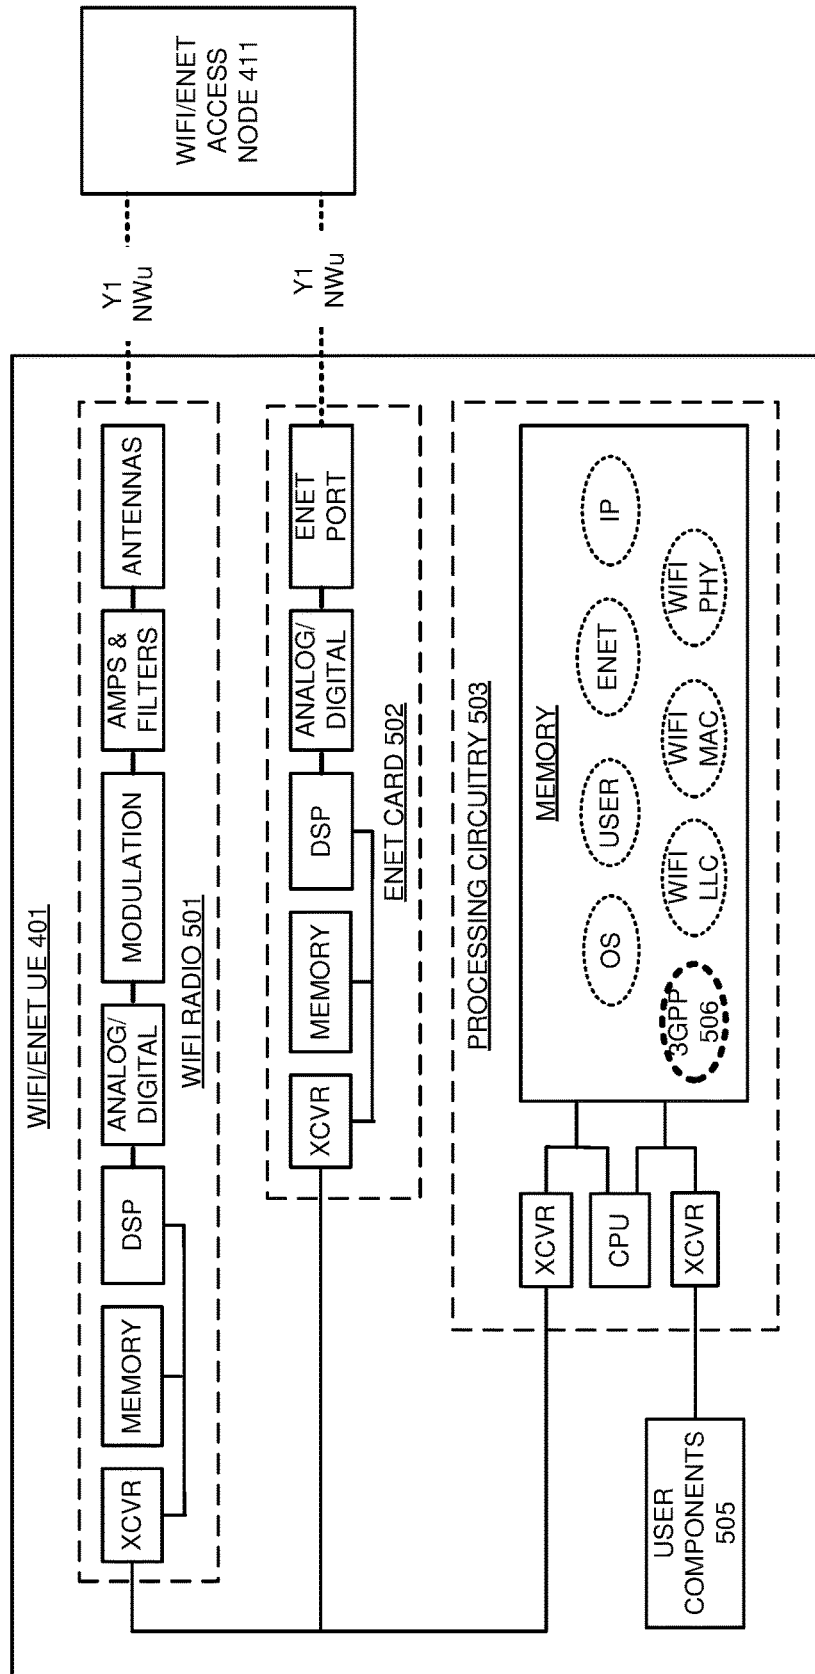 WIFI/ENET UE 401
XCVR
MEMORY
DSP
ANALOG/
DIGITAL
MODULATION
AMPS &
FILTERS
ANTENNAS
WIFI RADIO 501
Y1
NWu
WIFI/ENET
ACCESS
NODE 411
XCVR
MEMORY
DSP
ANALOG/
DIGITAL
ENET
PORT
ENET CARD 502
Y1
NWu
PROCESSING CIRCUITRY 503
XCVR
CPU
XCVR
MEMORY
OS
USER
ENET
IP
3GPP
506
WIFI
LLC
WIFI
MAC
WIFI
PHY
USER
COMPONENTS
505